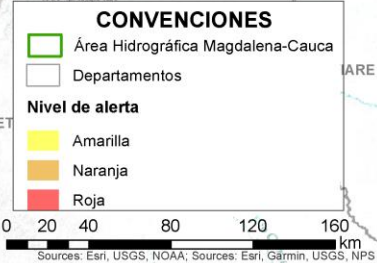 CONVENCIONES
Área Hidrográfica Magdalena-Cauca
Departamentos
IARE
Nivel de alerta
ET
Amarilla
Naranja
Roja
0 20 40 80 120 160
km
Sources: Esri, USGS, NOAA; Sources: Esri, Garmin, USGS, NPS